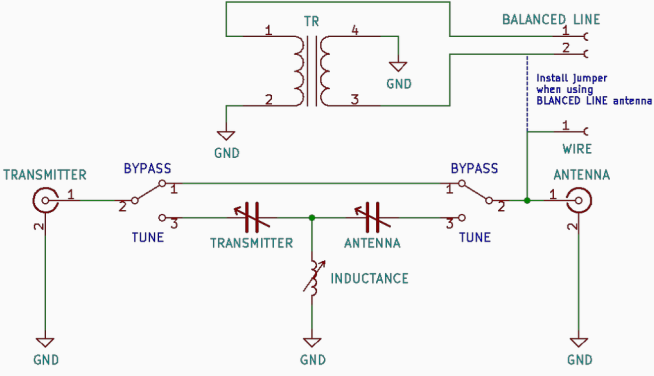 TR
BALANCED LINE
1
4
1
2
GND
Install jumper
when using
BLANCED LINE antenna
2
3
GND
1
WIRE
TRANSMITTER
BYPASS
BYPASS
ANTENNA
1
2
1
1
2
1
3
3
TUNE
TRANSMITTER
ANTENNA
TUNE
2
2
INDUCTANCE
GND
GND
GND